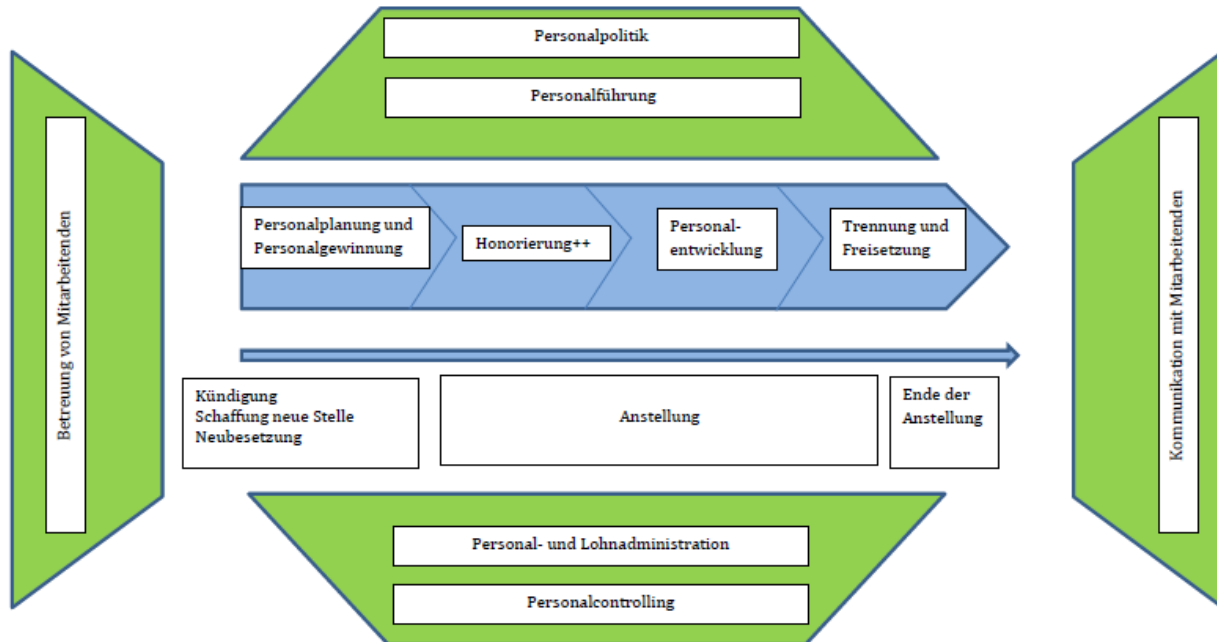 Personalpolitik
Personalführung
Betreuung von Mitarbeitenden
Personalplanung und
Personalgewinnung
Honorierung++
Personal-
entwicklung
Trennung und
Freisetzung
Kündigung
Schaffung neue Stelle
Neubesetzung
Anstellung
Ende der
Anstellung
Kommunikation mit Mitarbeitenden
Personal- und Lohnadministration
Personalcontrolling